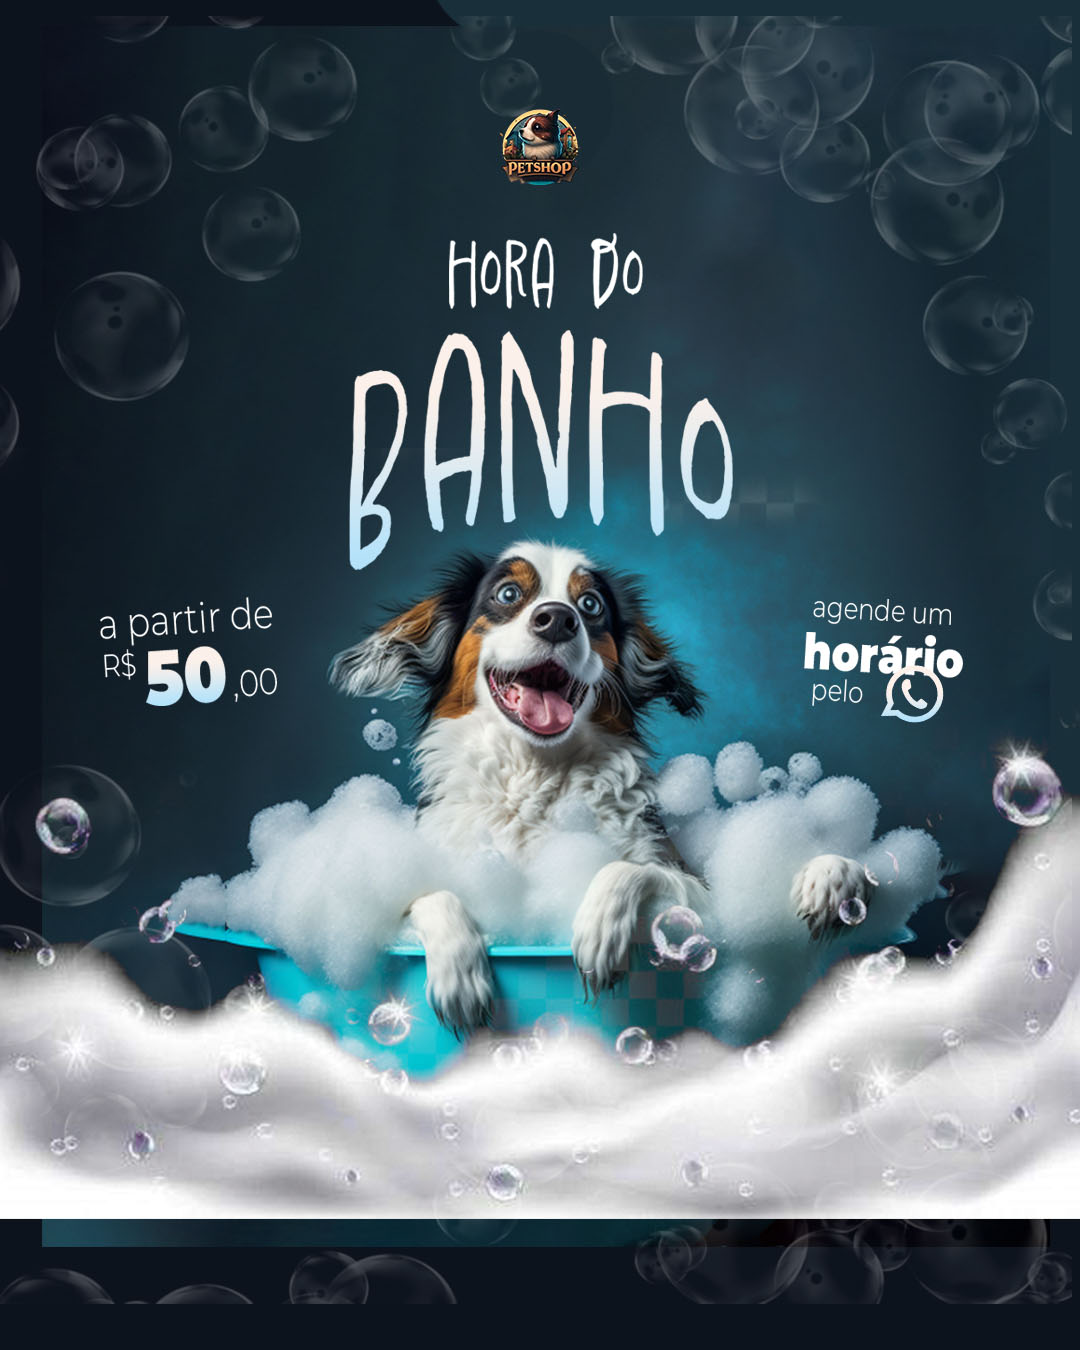 PETSHOP
HORA DO
BANHO
a partir de
R$ 50,00
agende um
horário
pelo